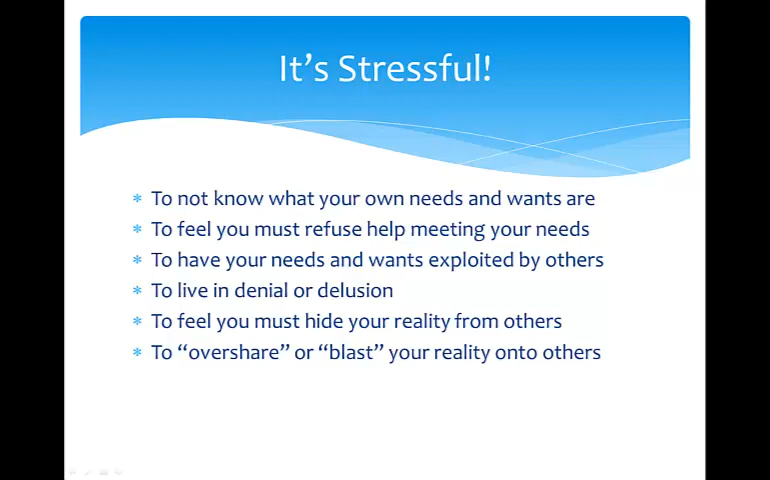 It’s Stressful!
* To not know what your own needs and wants are
* To feel you must refuse help meeting your needs
* To have your needs and wants exploited by others
* To live in denial or delusion
* To feel you must hide your reality from others
* To “overshare” or “blast” your reality onto others